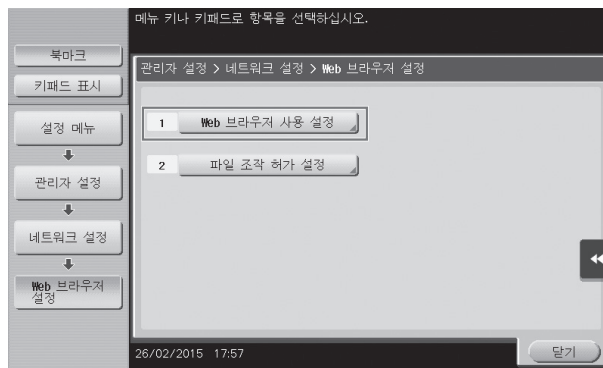 메뉴 키나 키패드로 항목을 선택하십시오.
북마크
키패드 표시
설정 메뉴
관리자 설정
네트워크 설정
Web 브라우저
설정
관리자 설정 > 네트워크 설정 > Web 브라우저 설정
1 Web 브라우저 사용 설정
2 파일 조작 허가 설정
26/02/2015 17:57
닫기